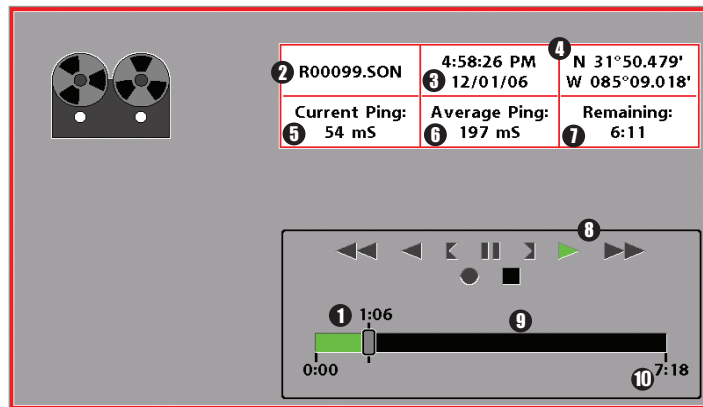 2 R00099.SON
3 4:58:26 PM
12/01/06
4 N 31°50.479'
W 085°09.018'
5 Current Ping:
54 mS
6 Average Ping:
197 mS
7 Remaining:
6:11
8
1 1:06
9
0:00
10 7:18